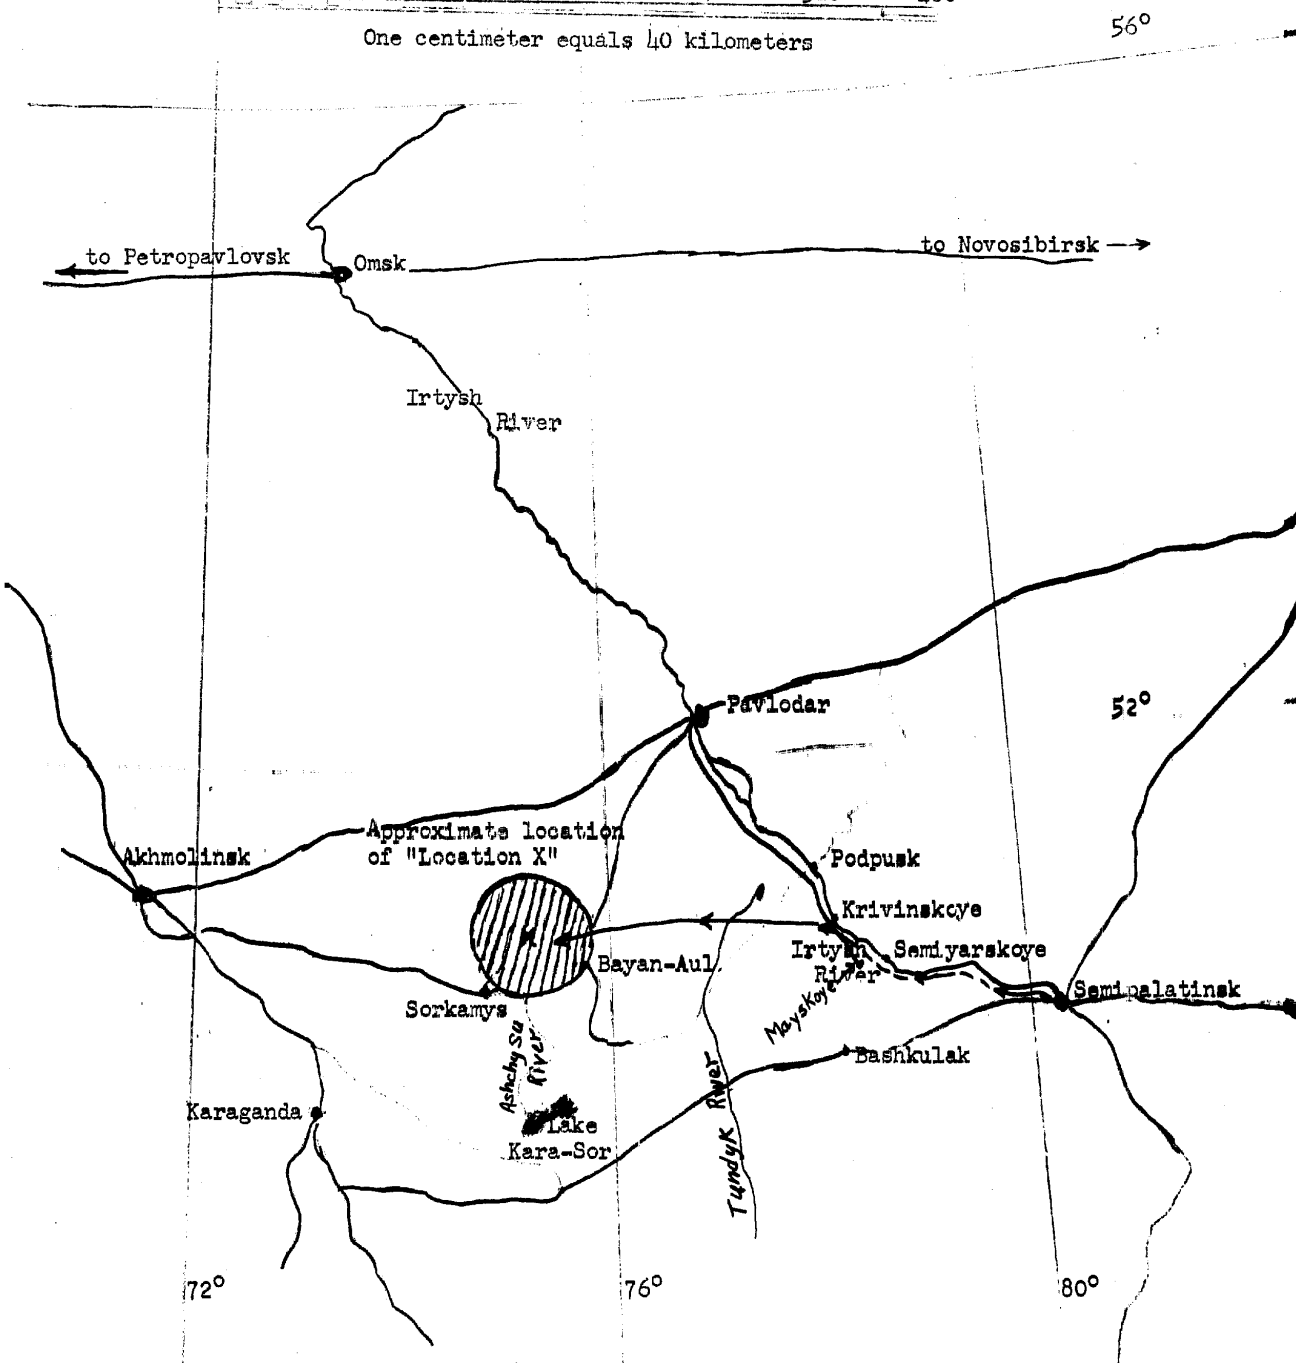 One centimeter equals 40 kilometers
56°
to Petropavlovsk
Omsk
to Novosibirsk
Irtysh
River
Pavlodar
52°
Approximate location
of "Location X"
Akhmolinsk
Podpusk
Krivinskoye
Irtysh
River
Semiyarskoye
Mayskoye
Bayan-Aul
Semipalatinsk
Sorkamys
Ashchysu
River
Bashkulak
Karaganda
Lake
Kara-Sor
Tundyk River
72°
76°
80°